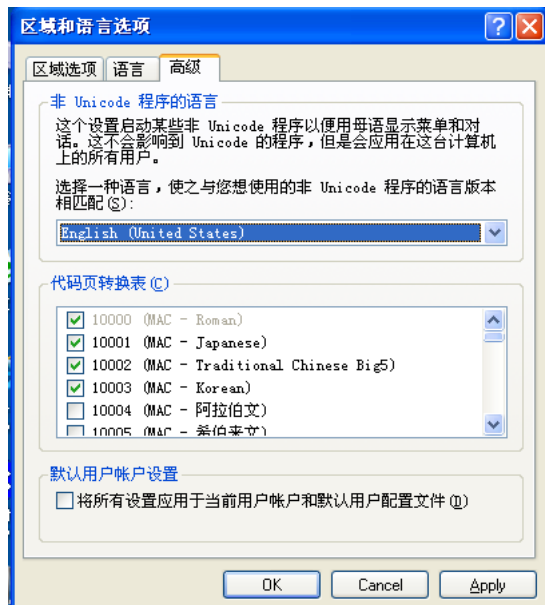 区域和语言选项
区域选项 语言 高级
非 Unicode 程序的语言
这个设置启动某些非 Unicode 程序以便用母语显示菜单和对
话。这不会影响到 Unicode 的程序，但是会应用在这台计算机
上的所有用户。
选择一种语言，使之与您想使用的非 Unicode 程序的语言版本
相匹配(S):
English (United States)
代码页转换表(C)
10000 (MAC - Roman)
10001 (MAC - Japanese)
10002 (MAC - Traditional Chinese Big5)
10003 (MAC - Korean)
10004 (MAC - 阿拉伯文)
10005 (MAC - 希伯来文)
默认用户帐户设置
将所有设置应用于当前用户帐户和默认用户配置文件(D)
OK Cancel Apply